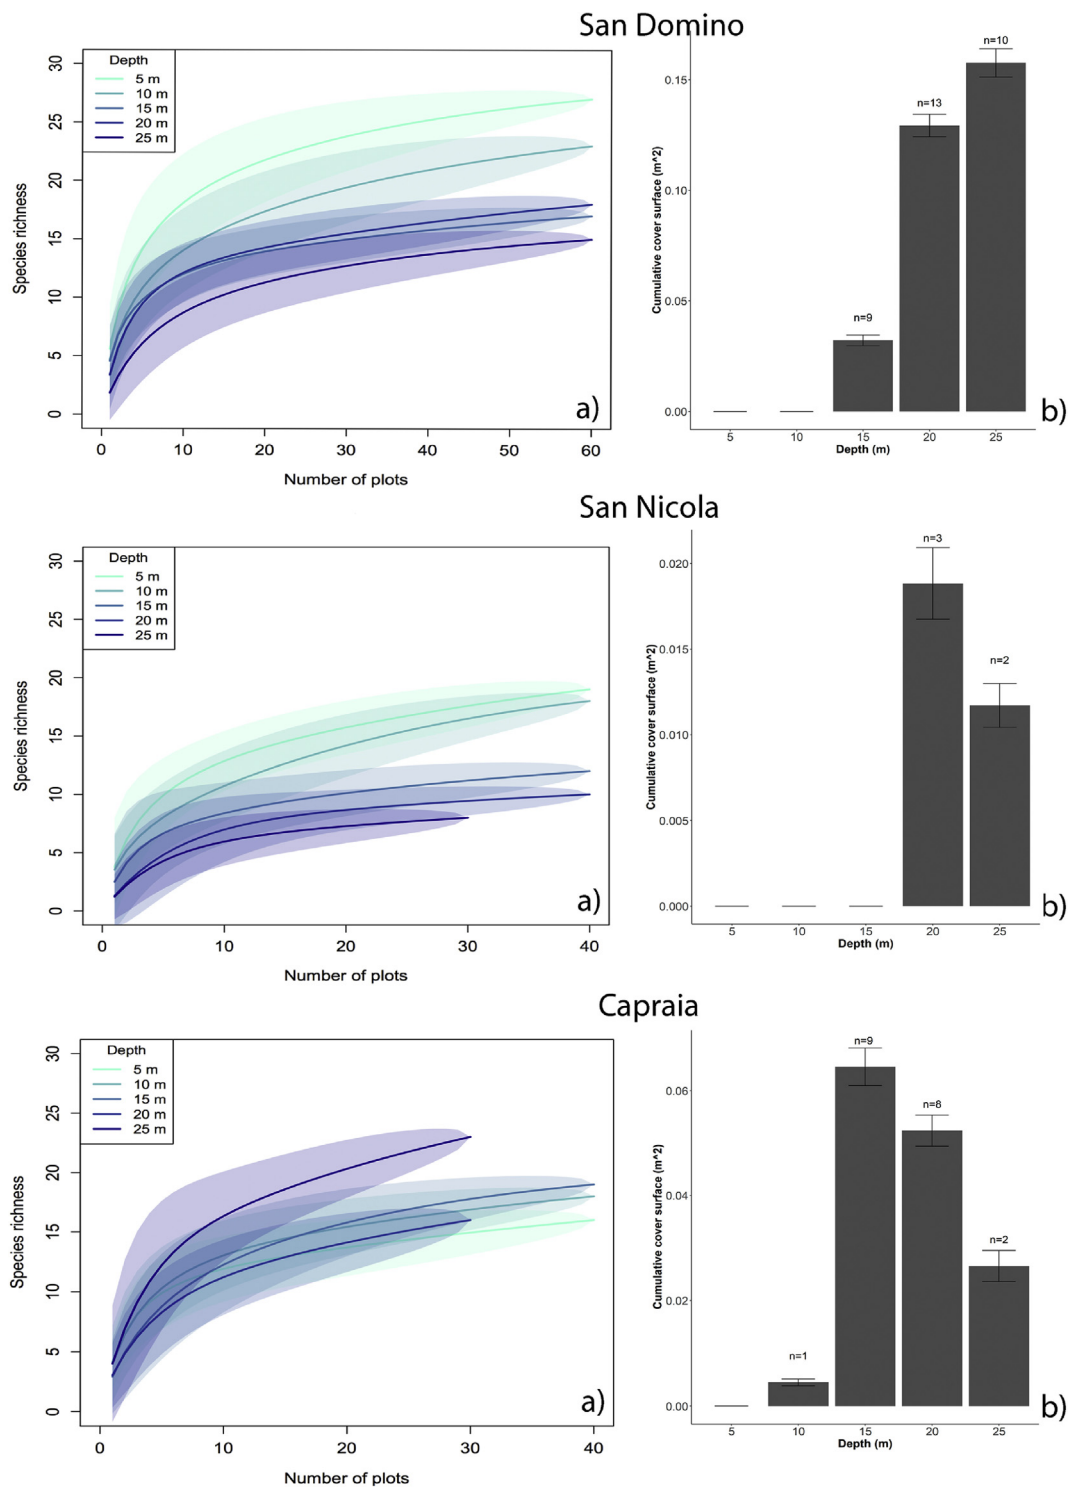 San Domino
Depth
5 m
10 m
15 m
20 m
25 m
Species richness
30
25
20
15
10
5
0
a)
0 10 20 30 40 50 60
Number of plots
n=10
n=13
n=9
Cumulative cover surface (m^2)
0.15
0.10
0.05
0.00
b)
5 10 15 20 25
Depth (m)
San Nicola
Depth
5 m
10 m
15 m
20 m
25 m
Species richness
30
25
20
15
10
5
0
a)
0 10 20 30 40
Number of plots
n=3
n=2
Cumulative cover surface (m^2)
0.020
0.015
0.010
0.005
0.000
b)
5 10 15 20 25
Depth (m)
Capraia
Depth
5 m
10 m
15 m
20 m
25 m
Species richness
30
25
20
15
10
5
0
a)
0 10 20 30 40
Number of plots
n=9
n=8
n=2
n=1
Cumulative cover surface (m^2)
0.06
0.04
0.02
0.00
b)
5 10 15 20 25
Depth (m)